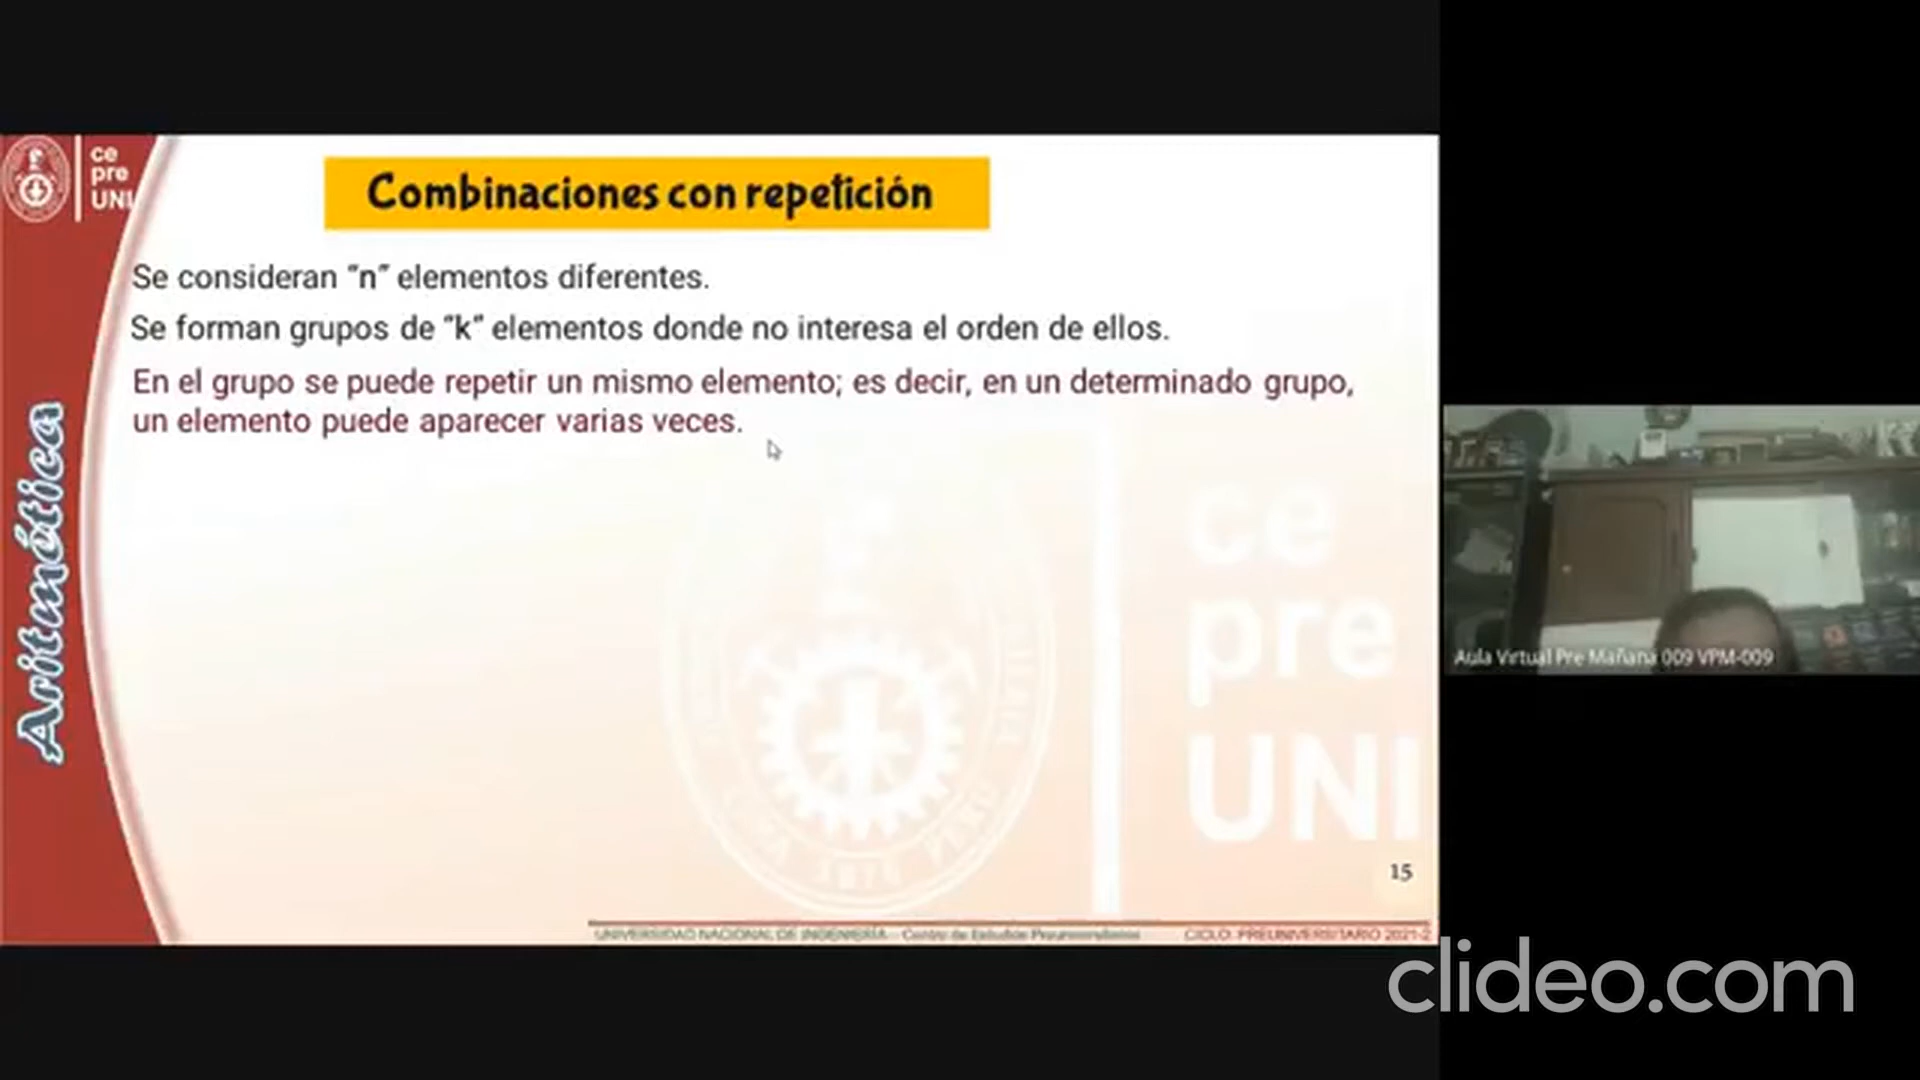 ce
pre
UNI
Combinaciones con repetición
Se consideran “n” elementos diferentes.
Se forman grupos de “k” elementos donde no interesa el orden de ellos.
En el grupo se puede repetir un mismo elemento; es decir, en un determinado grupo,
un elemento puede aparecer varias veces.
Aritmética
ce
pre
UNI
LIMA 1876 PERÚ
15
UNIVERSIDAD NACIONAL DE INGENIERÍA - Centro de Estudios Preuniversitarios
CICLO: PREUNIVERSITARIO 2021-2
Aula Virtual Pre Mañana 009 VPM-009
clideo.com